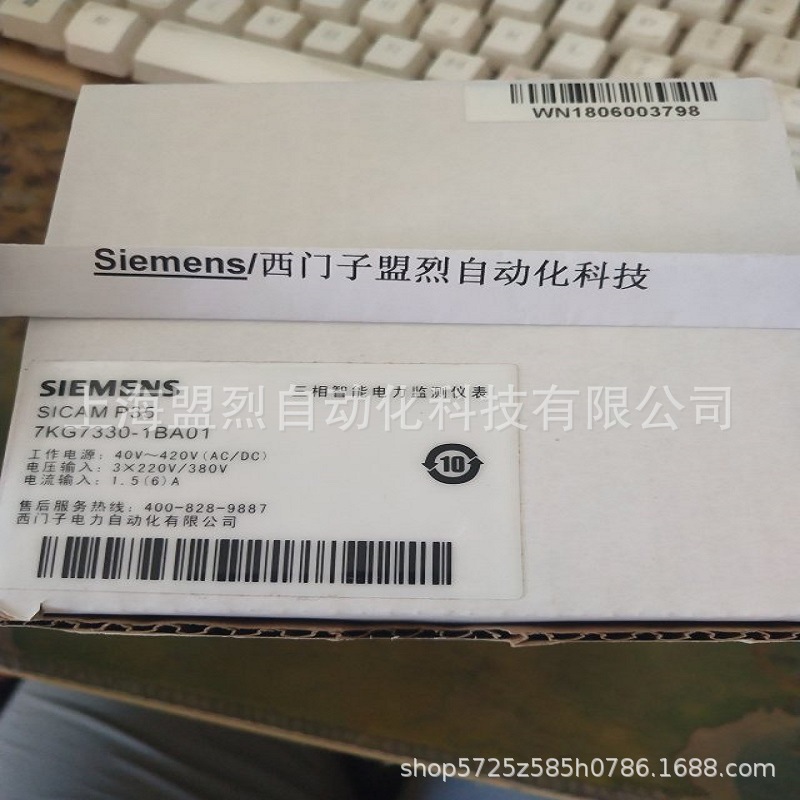 WN1806003798
Siemens/西门子盟烈自动化科技
SIEMENS
三相智能电力监测仪表
SICAM P35
7KG7330-1BA01
工作电源: 40V～420V(AC/DC)
电压输入: 3×220V/380V
电流输入: 1.5(6)A
10
售后服务热线: 400-828-9887
西门子电力自动化有限公司
上海盟烈自动化科技有限公司
shop5725z585h0786.1688.com